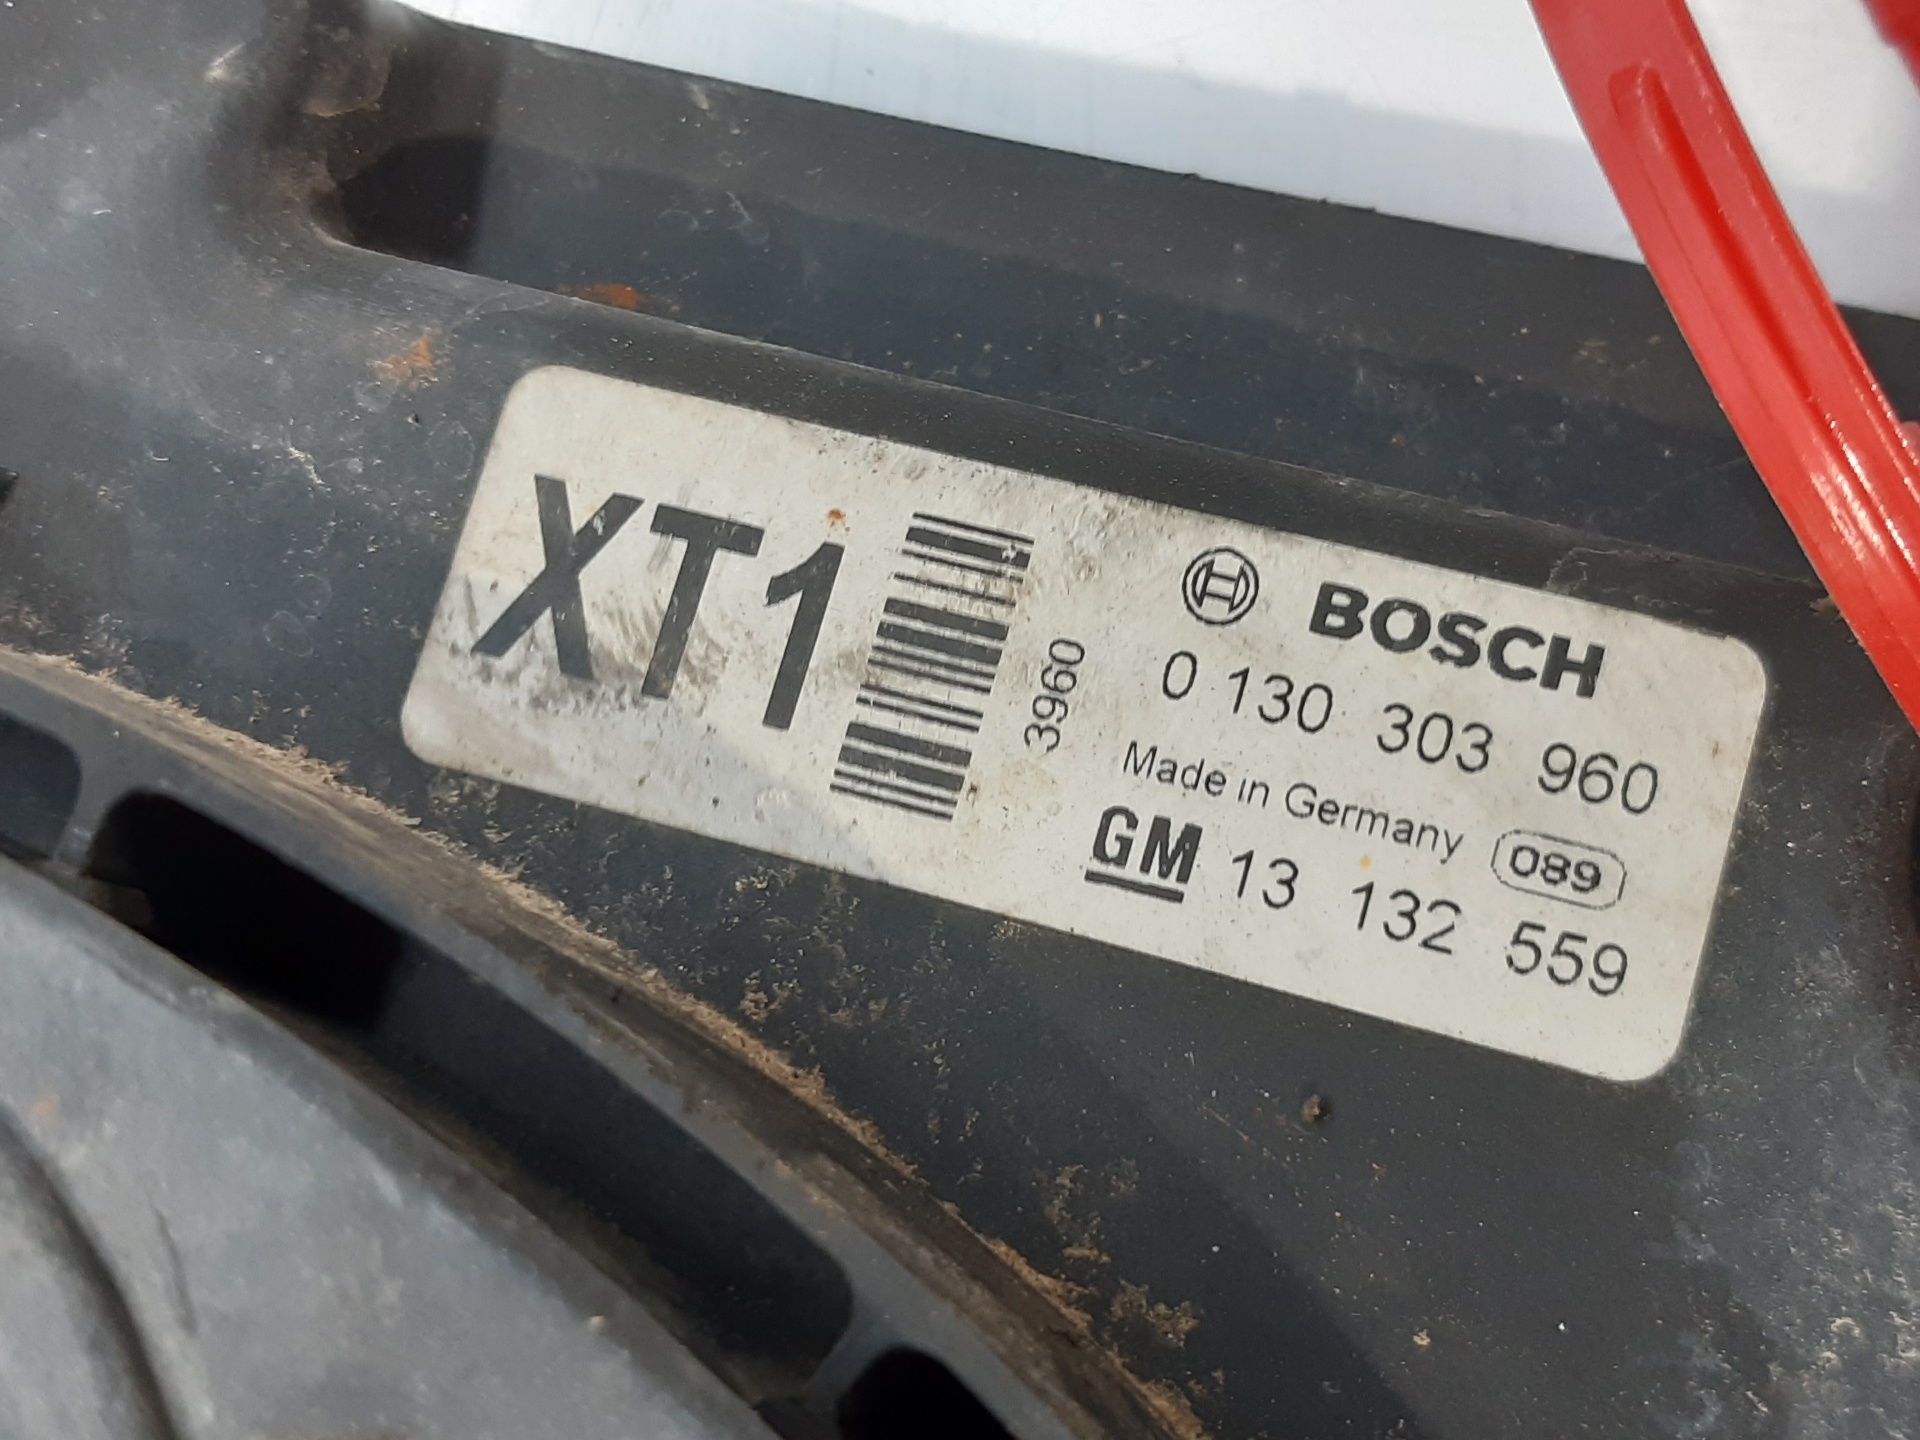 XT1
3960
BOSCH
0 130 303 960
Made in Germany 089
GM 13 132 559